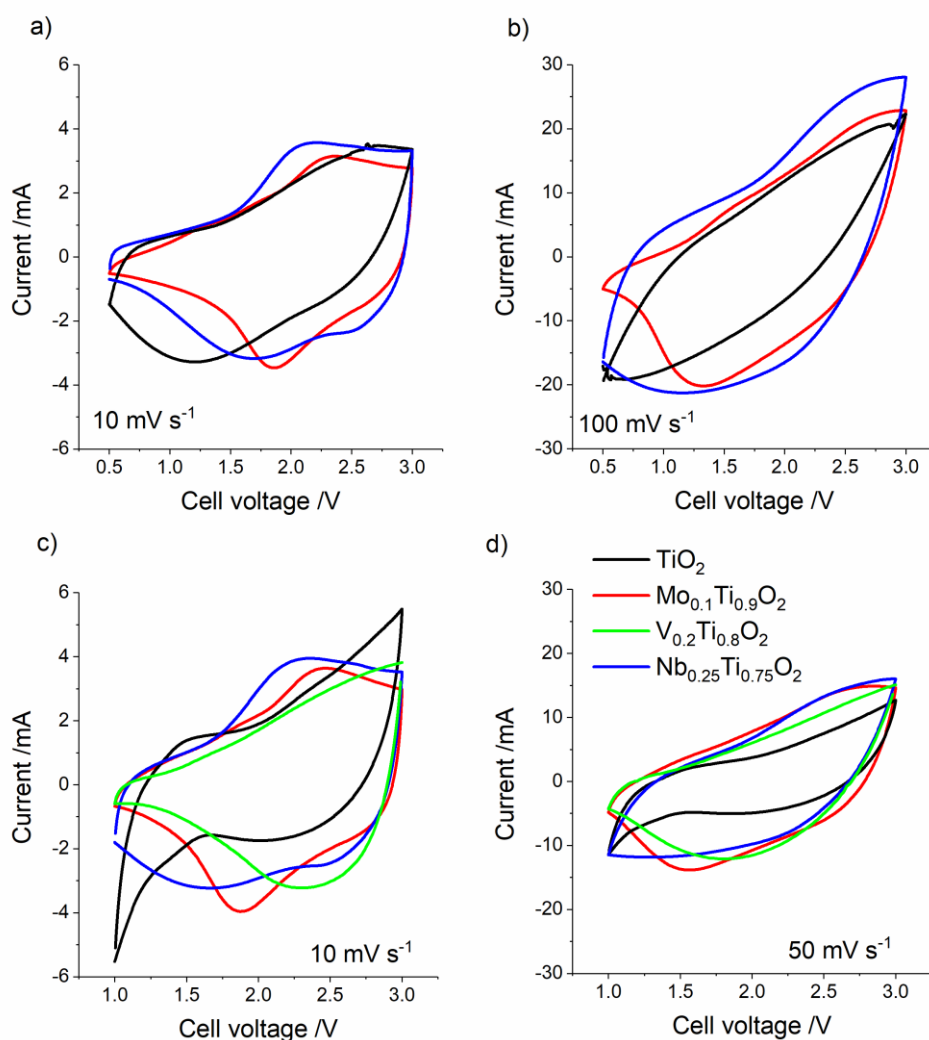 a)
6
4
2
0
-2
-4
-6
Current /mA
10 mV s⁻¹
0.5 1.0 1.5 2.0 2.5 3.0
Cell voltage /V
b)
30
20
10
0
-10
-20
-30
Current /mA
100 mV s⁻¹
0.5 1.0 1.5 2.0 2.5 3.0
Cell voltage /V
c)
6
4
2
0
-2
-4
-6
Current /mA
10 mV s⁻¹
1.0 1.5 2.0 2.5 3.0
Cell voltage /V
d)
30
20
10
0
-10
-20
-30
Current /mA
TiO₂
Mo₀.₁Ti₀.₉O₂
V₀.₂Ti₀.₈O₂
Nb₀.₂₅Ti₀.₇₅O₂
50 mV s⁻¹
1.0 1.5 2.0 2.5 3.0
Cell voltage /V